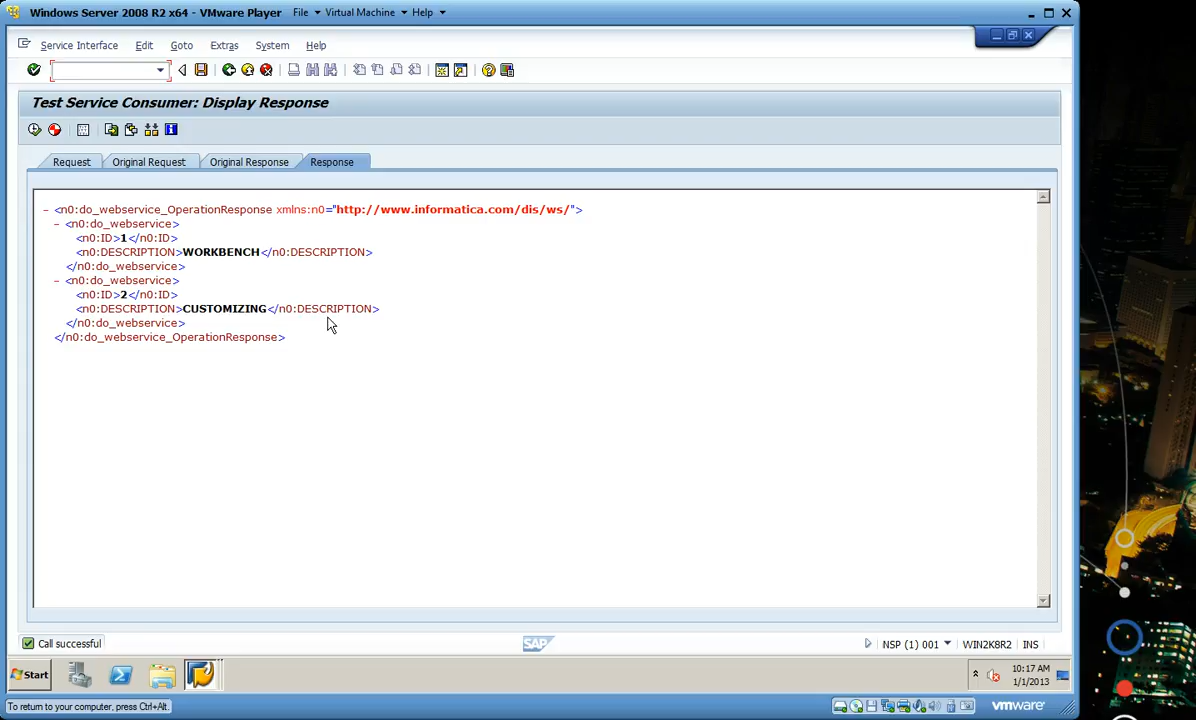 Windows Server 2008 R2 x64 - VMware Player File Virtual Machine Help
Service Interface Edit Goto Extras System Help
Test Service Consumer: Display Response
Request Original Request Original Response Response
- <n0:do_webservice_OperationResponse xmlns:n0="http://www.informatica.com/dis/ws/">
- <n0:do_webservice>
<n0:ID>1</n0:ID>
<n0:DESCRIPTION>WORKBENCH</n0:DESCRIPTION>
</n0:do_webservice>
- <n0:do_webservice>
<n0:ID>2</n0:ID>
<n0:DESCRIPTION>CUSTOMIZING</n0:DESCRIPTION>
</n0:do_webservice>
</n0:do_webservice_OperationResponse>
Call successful SAP NSP (1) 001 WIN2K8R2 INS
Start 10:17 AM
1/1/2013
To return to your computer, press Ctrl+Alt. vmware